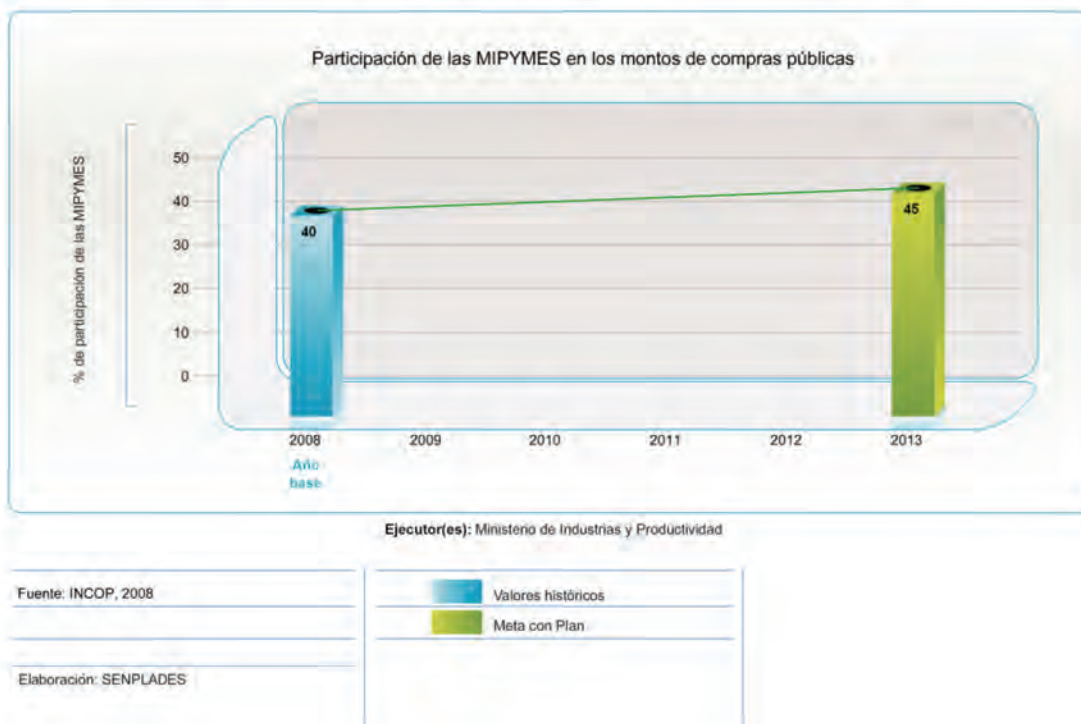 Participación de las MIPYMES en los montos de compras públicas
% de participación de las MIPYMES
50
40
30
20
10
0
40
45
2008
2009
2010
2011
2012
2013
Año
base
Ejecutor(es): Ministerio de Industrias y Productividad
Fuente: INCOP, 2008
Elaboración: SENPLADES
Valores históricos
Meta con Plan